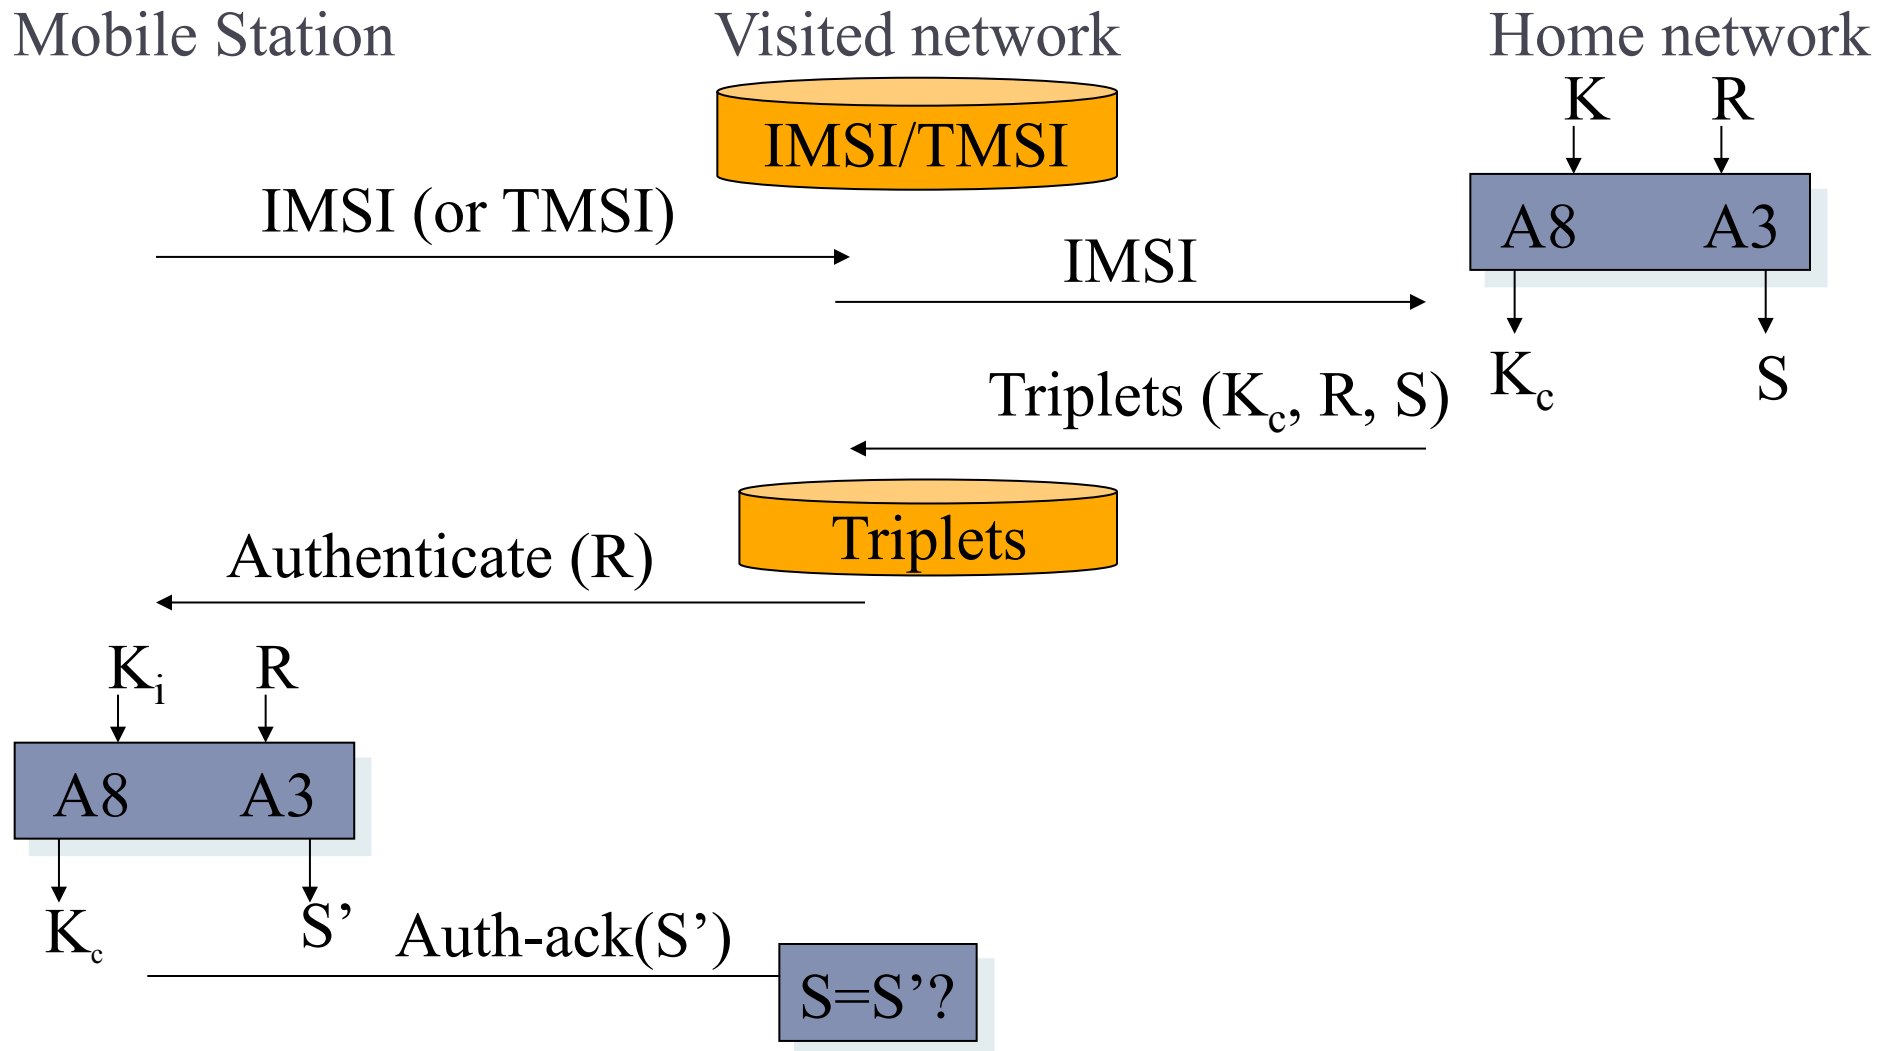 Mobile Station
Visited network
Home network
K
R
IMSI/TMSI
IMSI (or TMSI)
A8
A3
IMSI
Kc
S
Triplets (Kc, R, S)
Triplets
Authenticate (R)
Ki
R
A8
A3
Kc
S’
Auth-ack(S’)
S=S’?